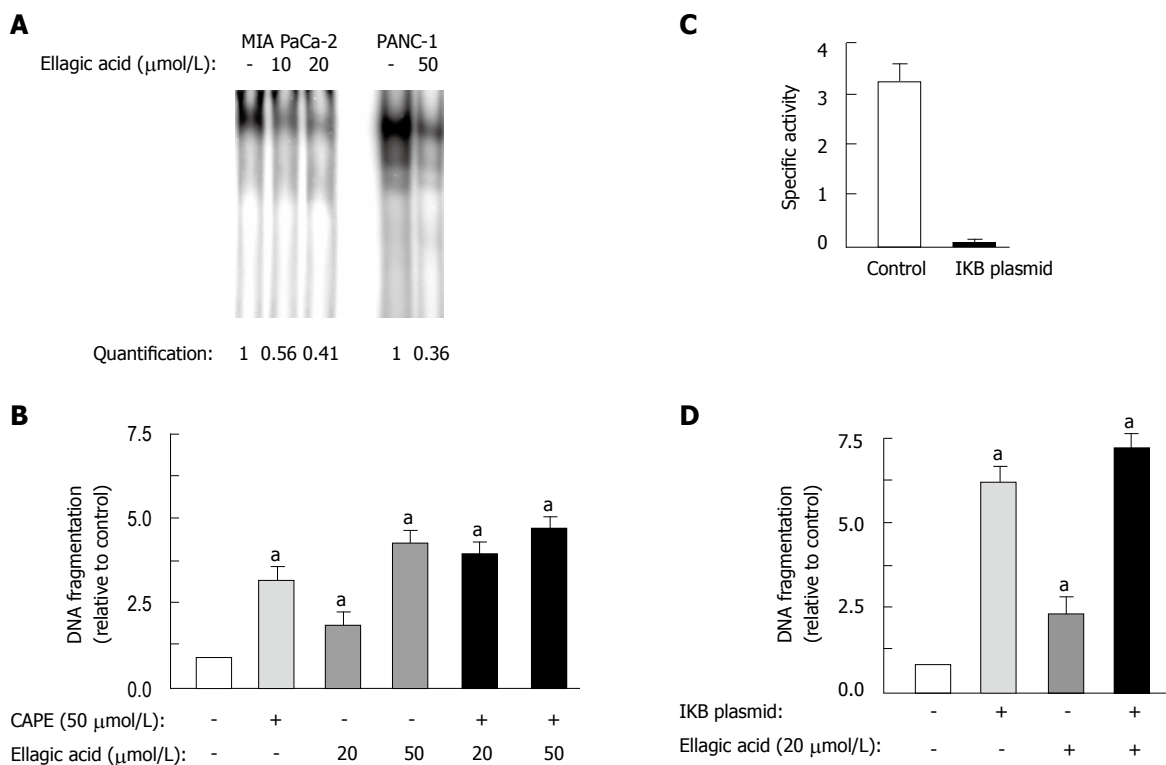 A
MIA PaCa-2 PANC-1
Ellagic acid (μmol/L): - 10 20 - 50
Quantification: 1 0.56 0.41 1 0.36
C
4
3
2
1
0
Specific activity
Control IKB plasmid
B
7.5
5.0
2.5
0.0
DNA fragmentation
(relative to control)
a a a a a
CAPE (50 μmol/L): - + - - + +
Ellagic acid (μmol/L): - - 20 50 20 50
D
7.5
5.0
2.5
0.0
DNA fragmentation
(relative to control)
a a a
IKB plasmid: - + - +
Ellagic acid (20 μmol/L): - - + +